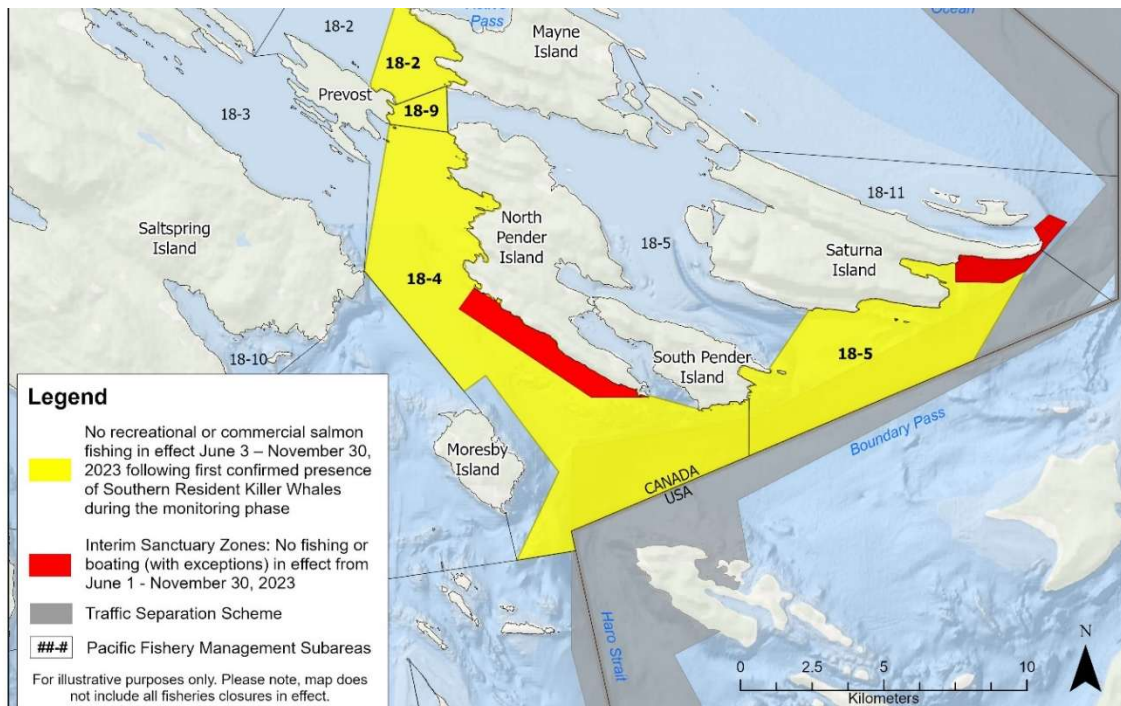 Active
Pass
Ocean
18-2
Mayne
Island
18-2
Prevost
18-9
18-3
18-11
North
Pender
Island
Saltspring
Island
18-5
Saturna
Island
18-4
18-5
South Pender
Island
18-10
Boundary Pass
Moresby
Island
CANADA
USA
Haro Strait
Legend
No recreational or commercial salmon
fishing in effect June 3 – November 30,
2023 following first confirmed presence
of Southern Resident Killer Whales
during the monitoring phase
Interim Sanctuary Zones: No fishing or
boating (with exceptions) in effect from
June 1 - November 30, 2023
Traffic Separation Scheme
##-# Pacific Fishery Management Subareas
For illustrative purposes only. Please note, map does
not include all fisheries closures in effect.
N
0 2.5 5 10
Kilometers